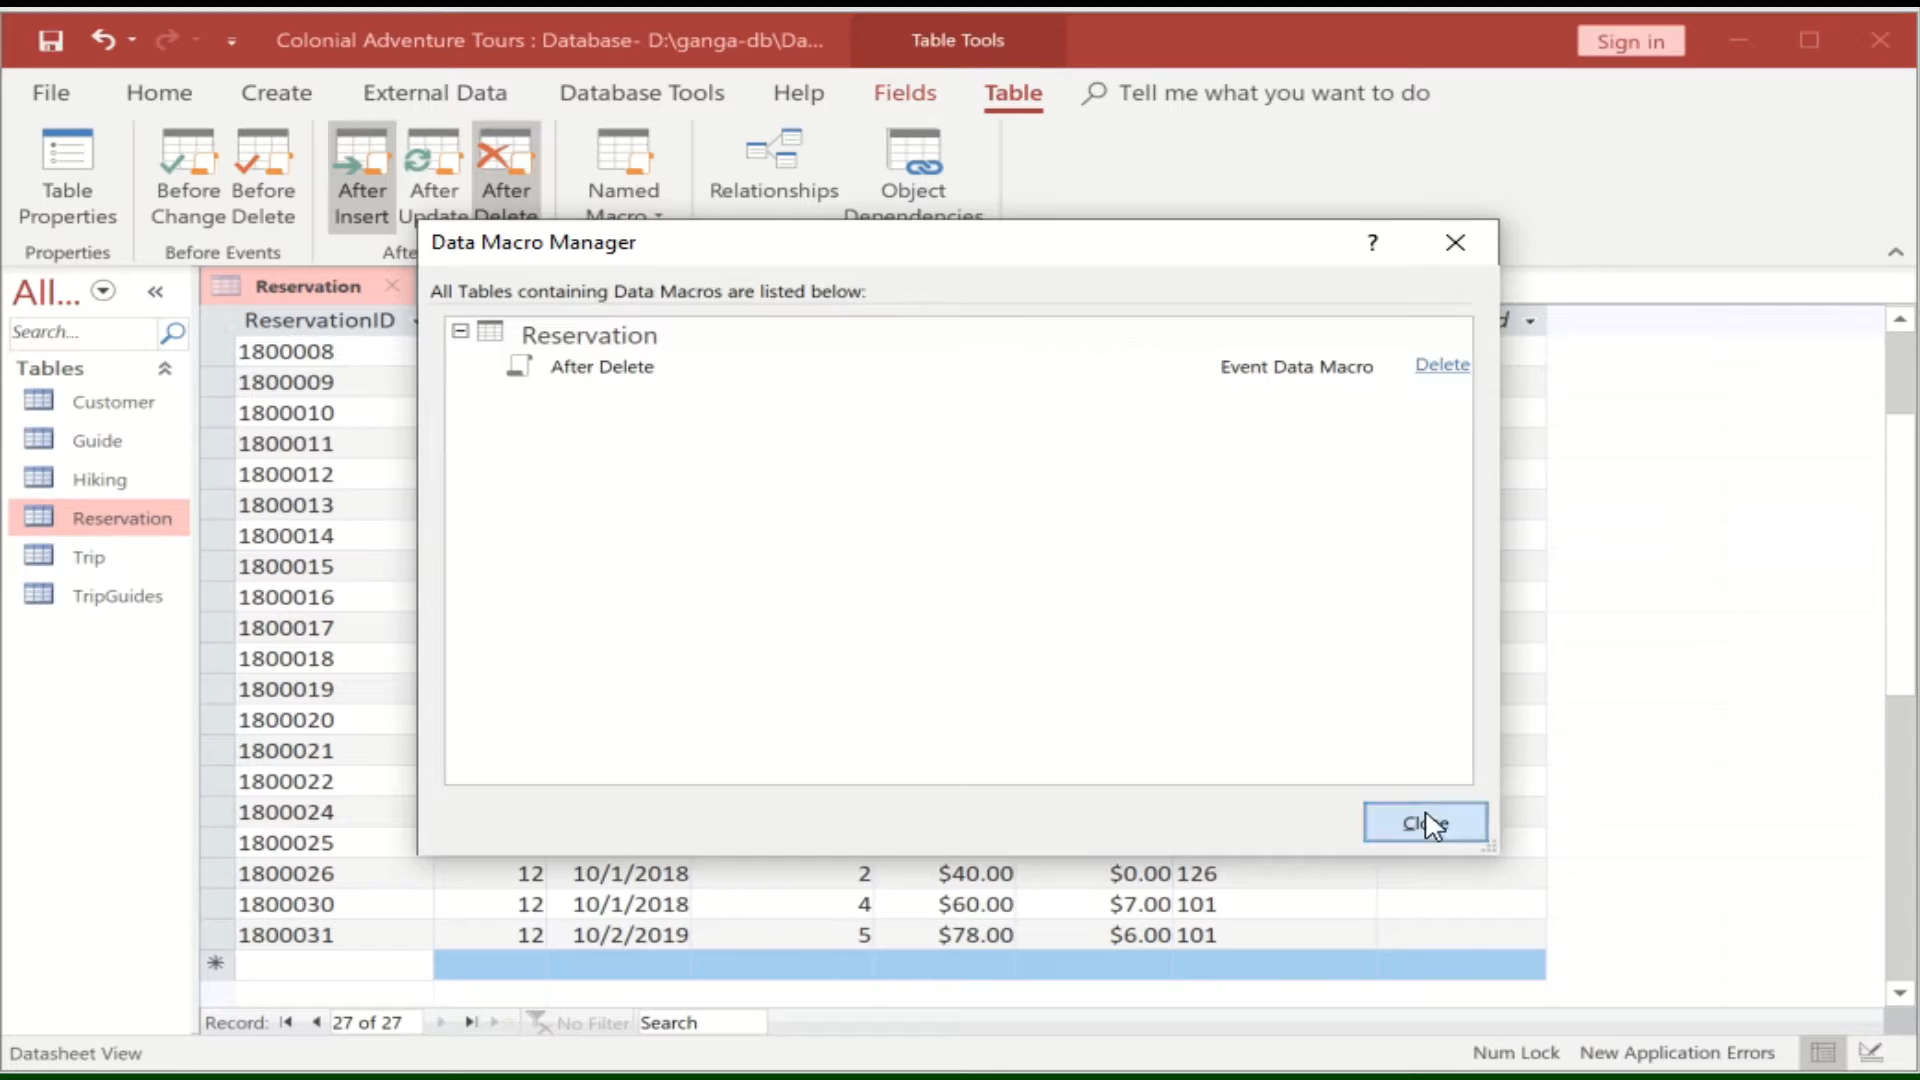 Colonial Adventure Tours : Database- D:\ganga-db\Da...
Table Tools
Sign in
File Home Create External Data Database Tools Help Fields Table Tell me what you want to do
Table Properties
Before Change
Before Delete
After Insert
After Update
After Delete
Named Macro
Relationships
Object Dependencies
Properties
Before Events
Afte
All...
Search...
Tables
Customer
Guide
Hiking
Reservation
Trip
TripGuides
Reservation
ReservationID
1800008
1800009
1800010
1800011
1800012
1800013
1800014
1800015
1800016
1800017
1800018
1800019
1800020
1800021
1800022
1800024
1800025
1800026 12 10/1/2018 2 $40.00 $0.00 126
1800030 12 10/1/2018 4 $60.00 $7.00 101
1800031 12 10/2/2019 5 $78.00 $6.00 101
d
Data Macro Manager
?
All Tables containing Data Macros are listed below:
Reservation
After Delete Event Data Macro Delete
Close
Record: 27 of 27 No Filter Search
Datasheet View
Num Lock New Application Errors